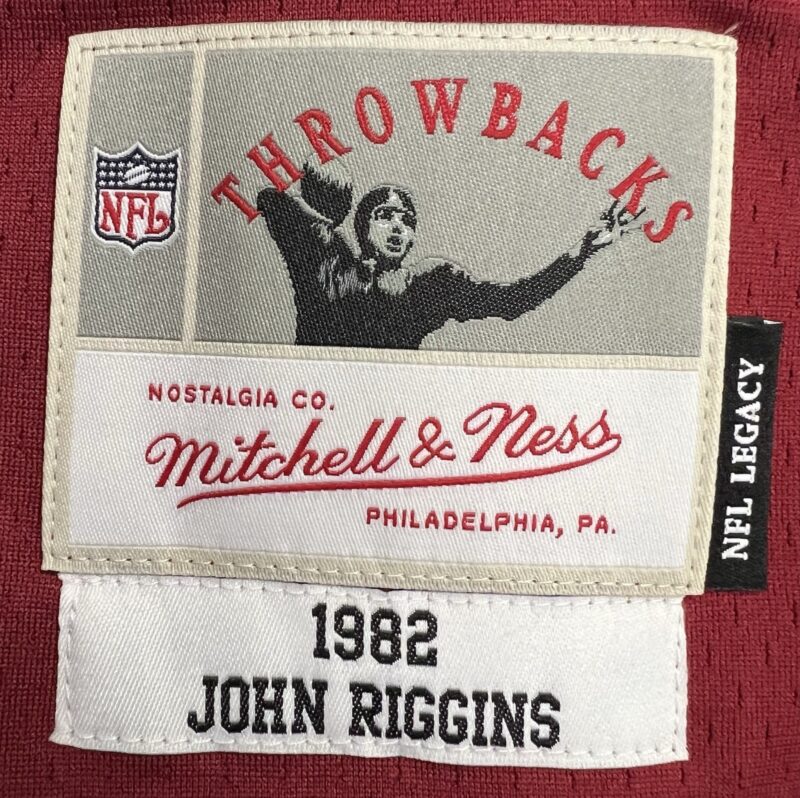 THROWBACKS
NFL
NOSTALGIA CO.
Mitchell & Ness
PHILADELPHIA, PA.
NFL LEGACY
1982
JOHN RIGGINS